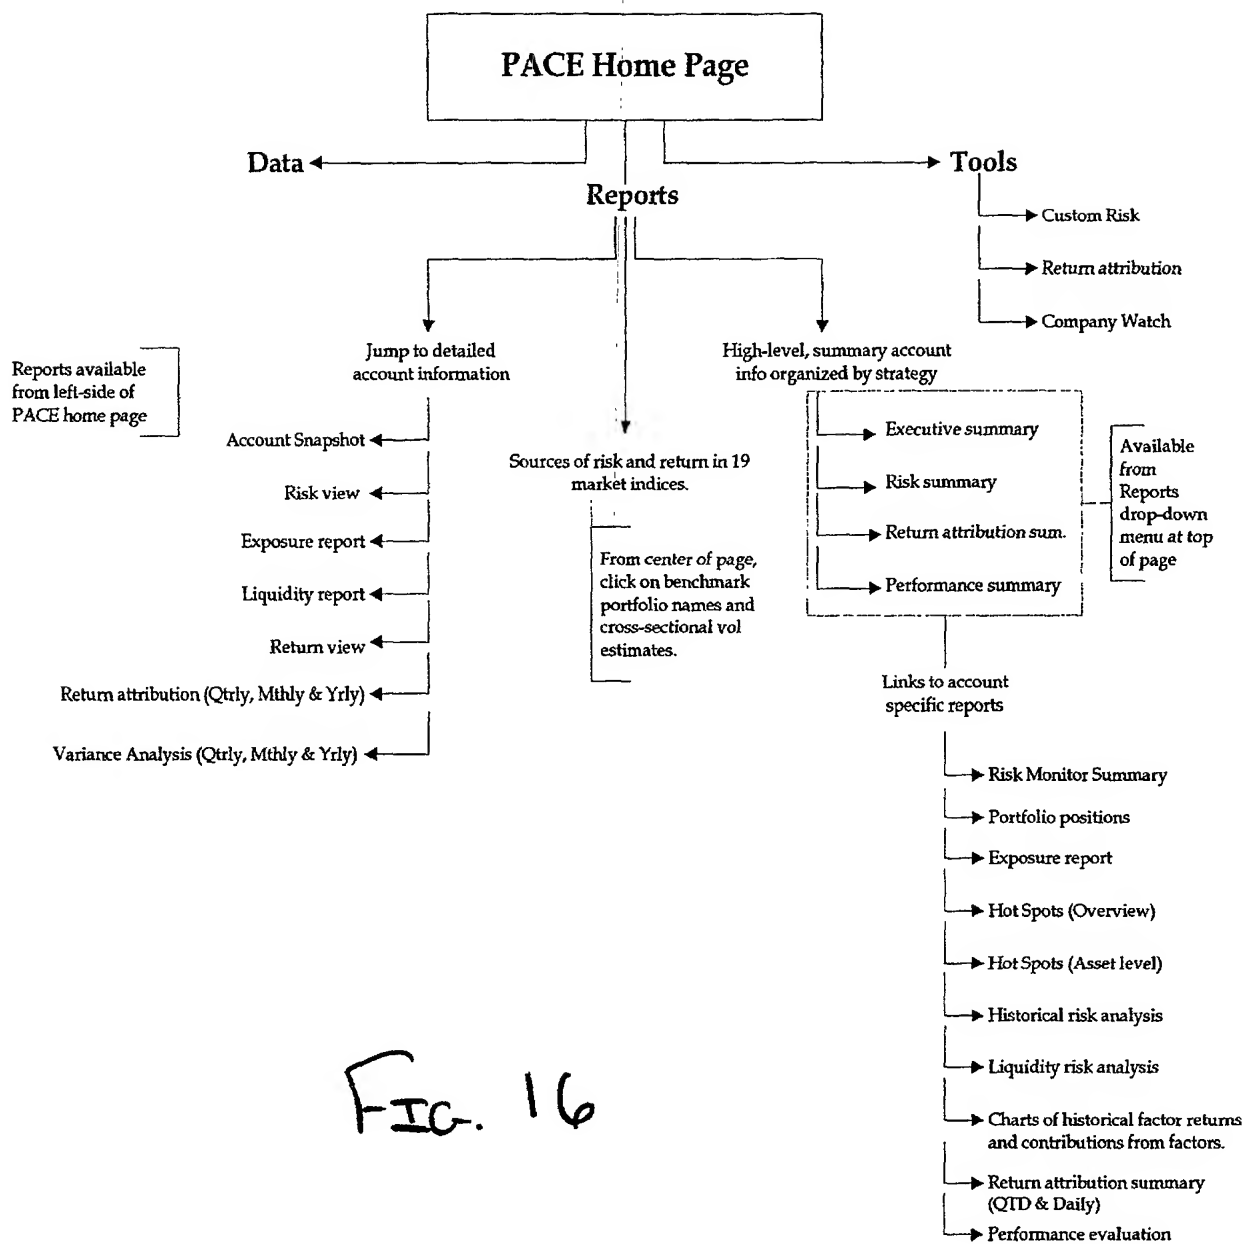 PACE Home Page
Data
Reports
Tools
Custom Risk
Return attribution
Company Watch
Reports available
from left-side of
PACE home page
Jump to detailed
account information
Account Snapshot
Risk view
Exposure report
Liquidity report
Return view
Return attribution (Qtrly, Mthly & Yrly)
Variance Analysis (Qtrly, Mthly & Yrly)
Sources of risk and return in 19
market indices.
From center of page,
click on benchmark
portfolio names and
cross-sectional vol
estimates.
High-level, summary account
info organized by strategy
Executive summary
Risk summary
Return attribution sum.
Performance summary
Available
from
Reports
drop-down
menu at top
of page
Links to account
specific reports
Risk Monitor Summary
Portfolio positions
Exposure report
Hot Spots (Overview)
Hot Spots (Asset level)
Historical risk analysis
Liquidity risk analysis
Charts of historical factor returns
and contributions from factors.
Return attribution summary
(QTD & Daily)
Performance evaluation
FIG. 16